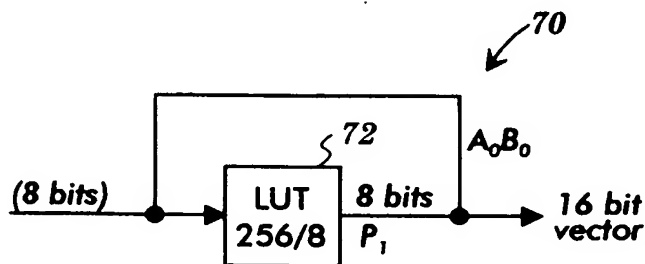 70
72
A₀B₀
(8 bits)
LUT
256/8
8 bits
P₁
16 bit
vector